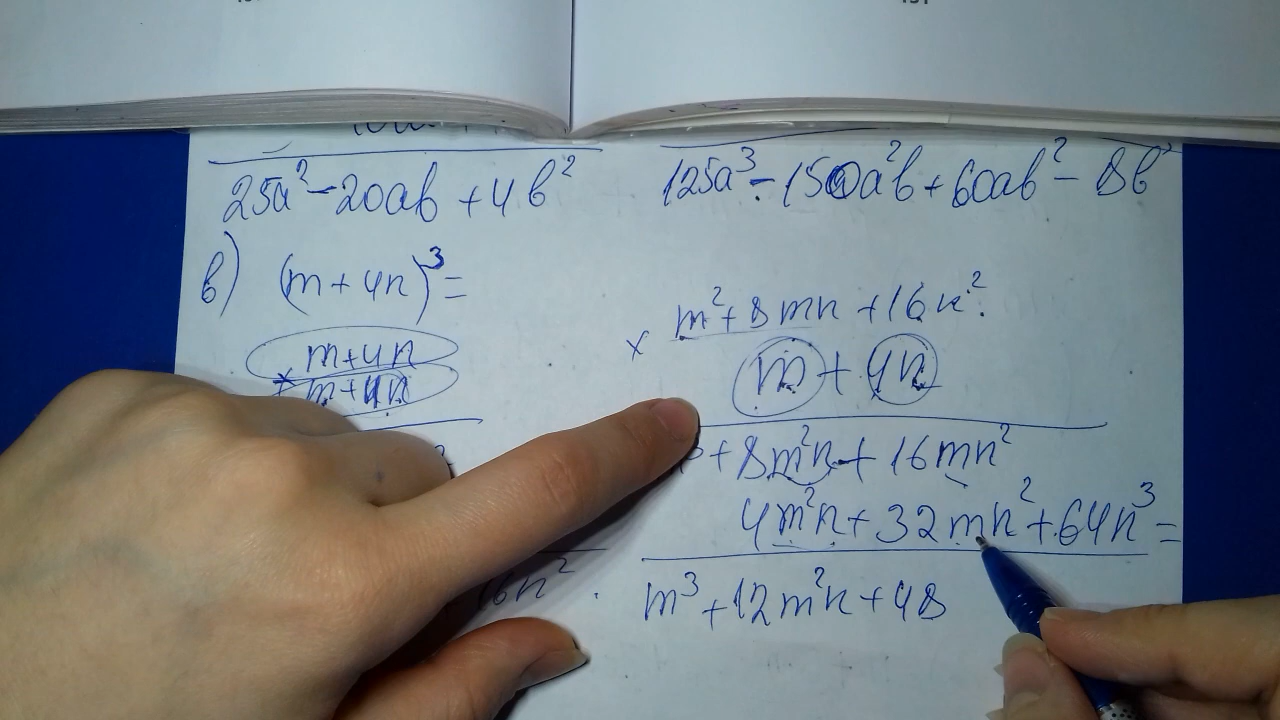 25a² - 20ab + 4b²
125a³ - 150a²b + 60ab² - 8b³
в) (m + 4n)³ =
× m + 4n
m + 4n
m² + 8mn + 16n²
× m + 4n
+ 8m²n + 16mn²
4m²n + 32mn² + 64n³ =
16n²
m³ + 12m²n + 48